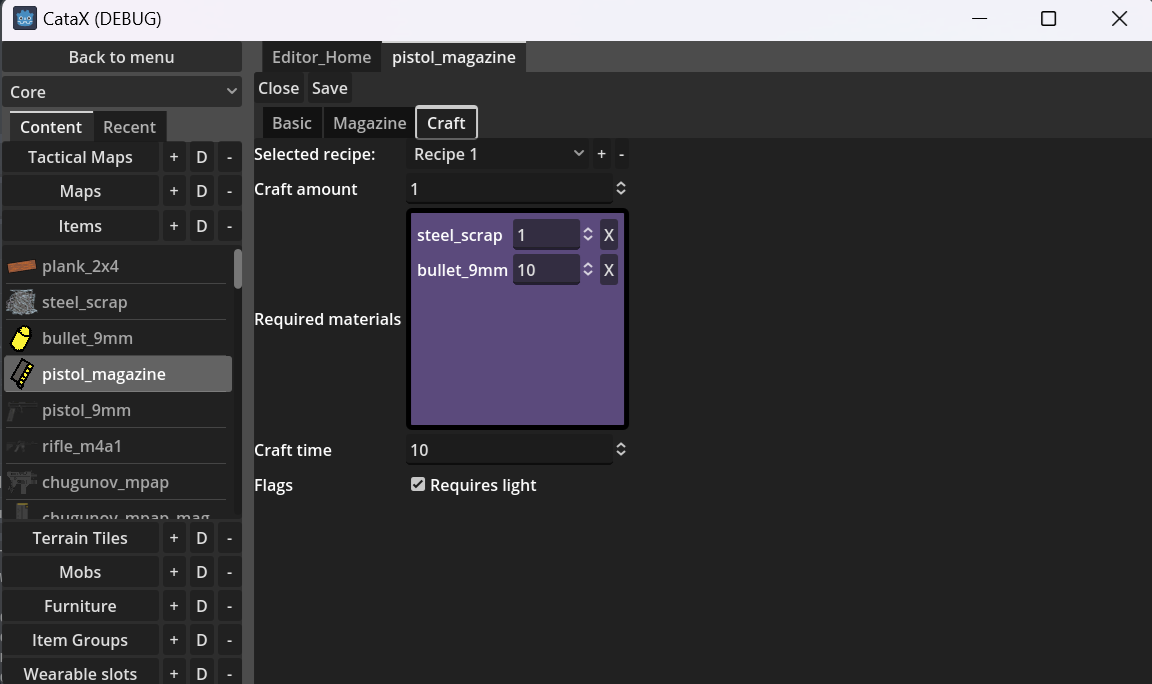 CataX (DEBUG)
Back to menu
Core
Content Recent
Tactical Maps + D -
Maps + D -
Items + D -
plank_2x4
steel_scrap
bullet_9mm
pistol_magazine
pistol_9mm
rifle_m4a1
chugunov_mpap
chugunov_mpap_mag
Terrain Tiles + D -
Mobs + D -
Furniture + D -
Item Groups + D -
Wearable slots + D -
Editor_Home pistol_magazine
Close Save
Basic Magazine Craft
Selected recipe: Recipe 1 + -
Craft amount 1
Required materials
steel_scrap 1 X
bullet_9mm 10 X
Craft time 10
Flags Requires light